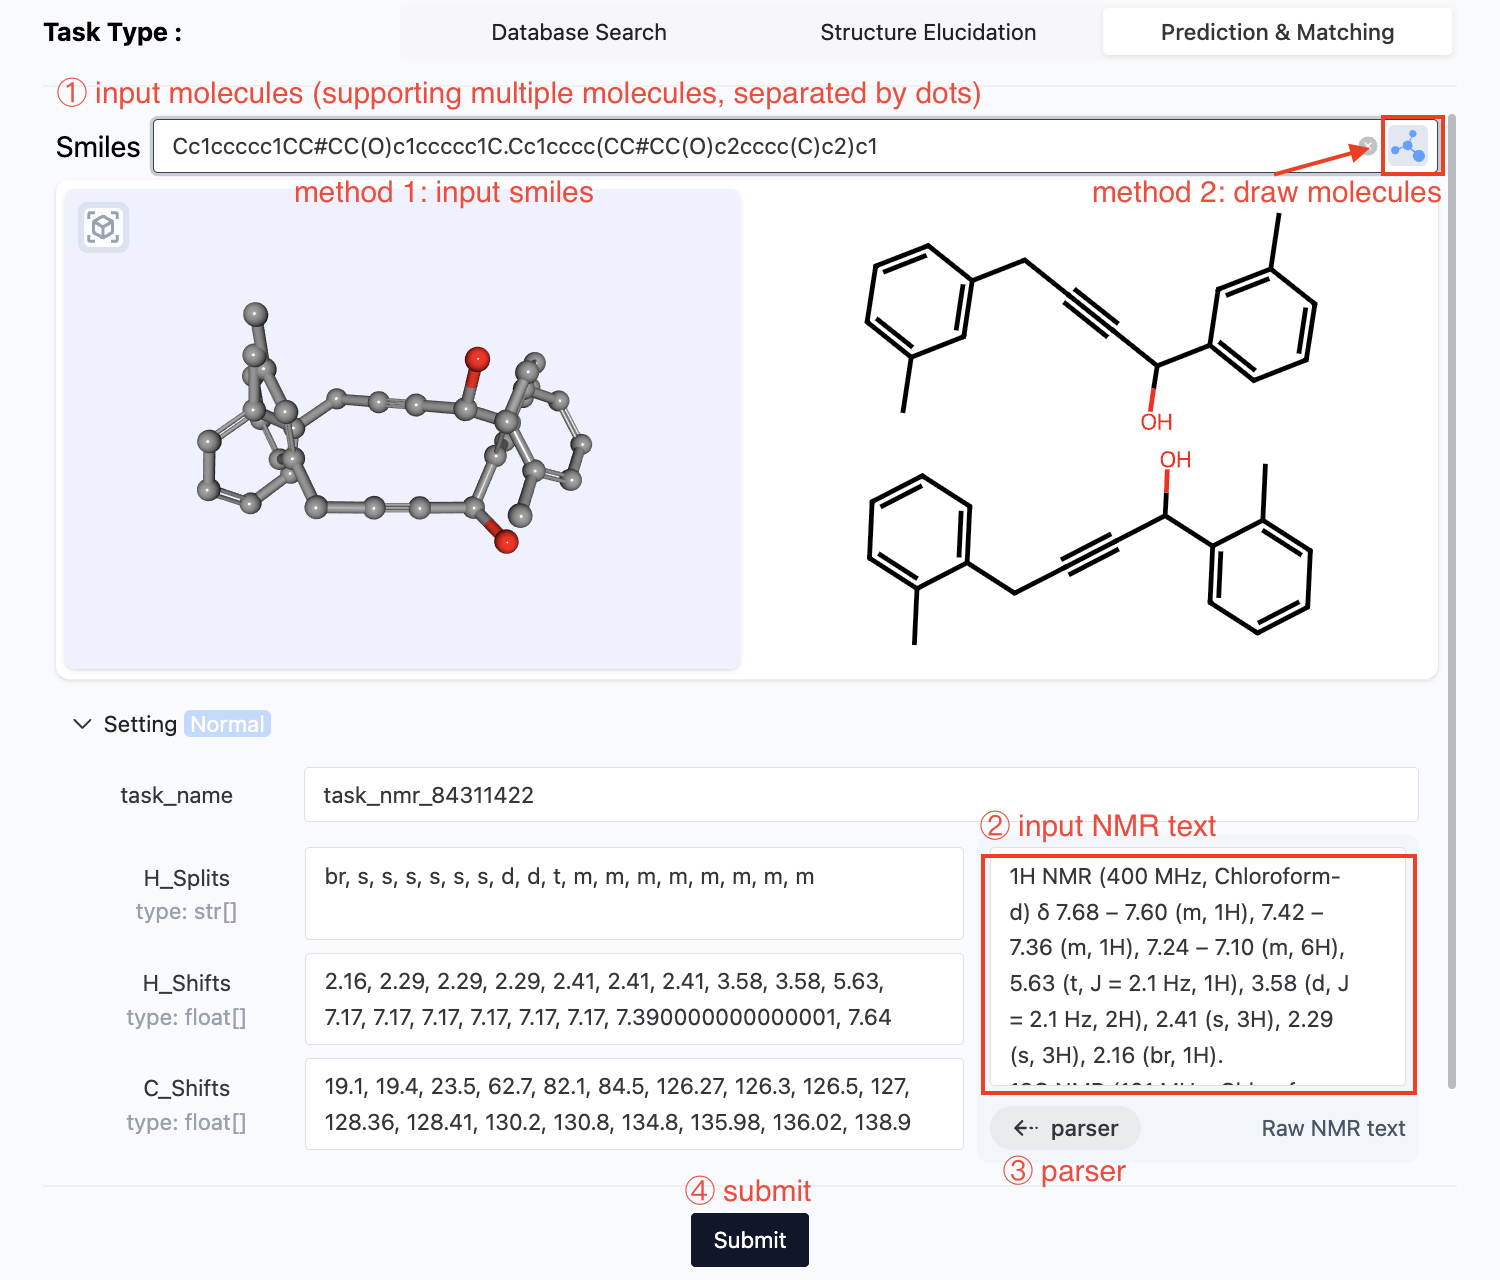 Task Type :
Database Search
Structure Elucidation
Prediction & Matching
① input molecules (supporting multiple molecules, separated by dots)
Smiles
Cc1ccccc1CC#CC(O)c1ccccc1C.Cc1cccc(CC#CC(O)c2cccc(C)c2)c1
method 1: input smiles
method 2: draw molecules
OH
OH
Setting Normal
task_name
task_nmr_84311422
② input NMR text
H_Splits
type: str[]
br, s, s, s, s, s, s, d, d, t, m, m, m, m, m, m, m, m
H_Shifts
type: float[]
2.16, 2.29, 2.29, 2.29, 2.41, 2.41, 2.41, 3.58, 3.58, 5.63,
7.17, 7.17, 7.17, 7.17, 7.17, 7.17, 7.390000000000001, 7.64
C_Shifts
type: float[]
19.1, 19.4, 23.5, 62.7, 82.1, 84.5, 126.27, 126.3, 126.5, 127,
128.36, 128.41, 130.2, 130.8, 134.8, 135.98, 136.02, 138.9
1H NMR (400 MHz, Chloroform-
d) δ 7.68 – 7.60 (m, 1H), 7.42 –
7.36 (m, 1H), 7.24 – 7.10 (m, 6H),
5.63 (t, J = 2.1 Hz, 1H), 3.58 (d, J
= 2.1 Hz, 2H), 2.41 (s, 3H), 2.29
(s, 3H), 2.16 (br, 1H).
parser
Raw NMR text
③ parser
④ submit
Submit